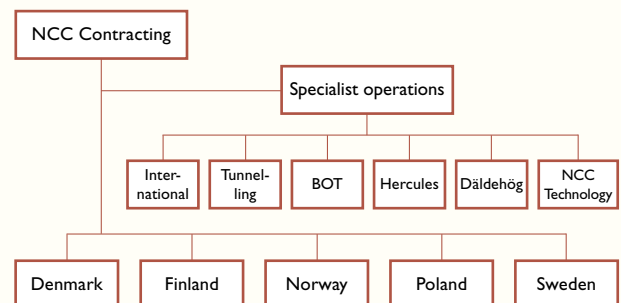 NCC Contracting
Specialist operations
Inter-
national
Tunnel-
ling
BOT
Hercules
Däldehög
NCC
Technology
Denmark
Finland
Norway
Poland
Sweden